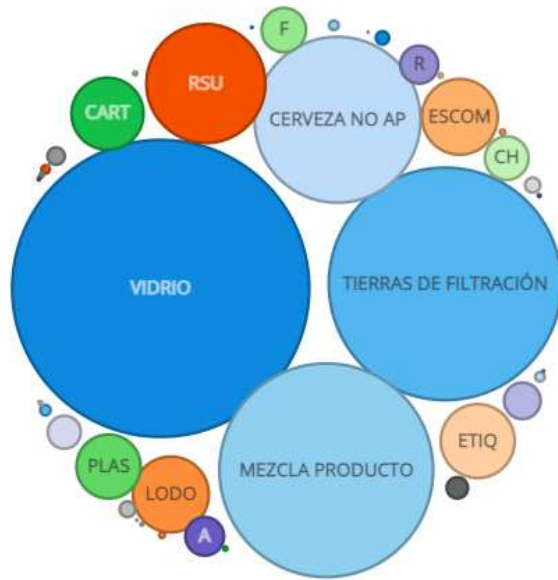 F
RSU
R
CART
CERVEZA NO AP
ESCOM
CH
VIDRIO
TIERRAS DE FILTRACIÓN
ETIQ
PLAS
MEZCLA PRODUCTO
LODO
A